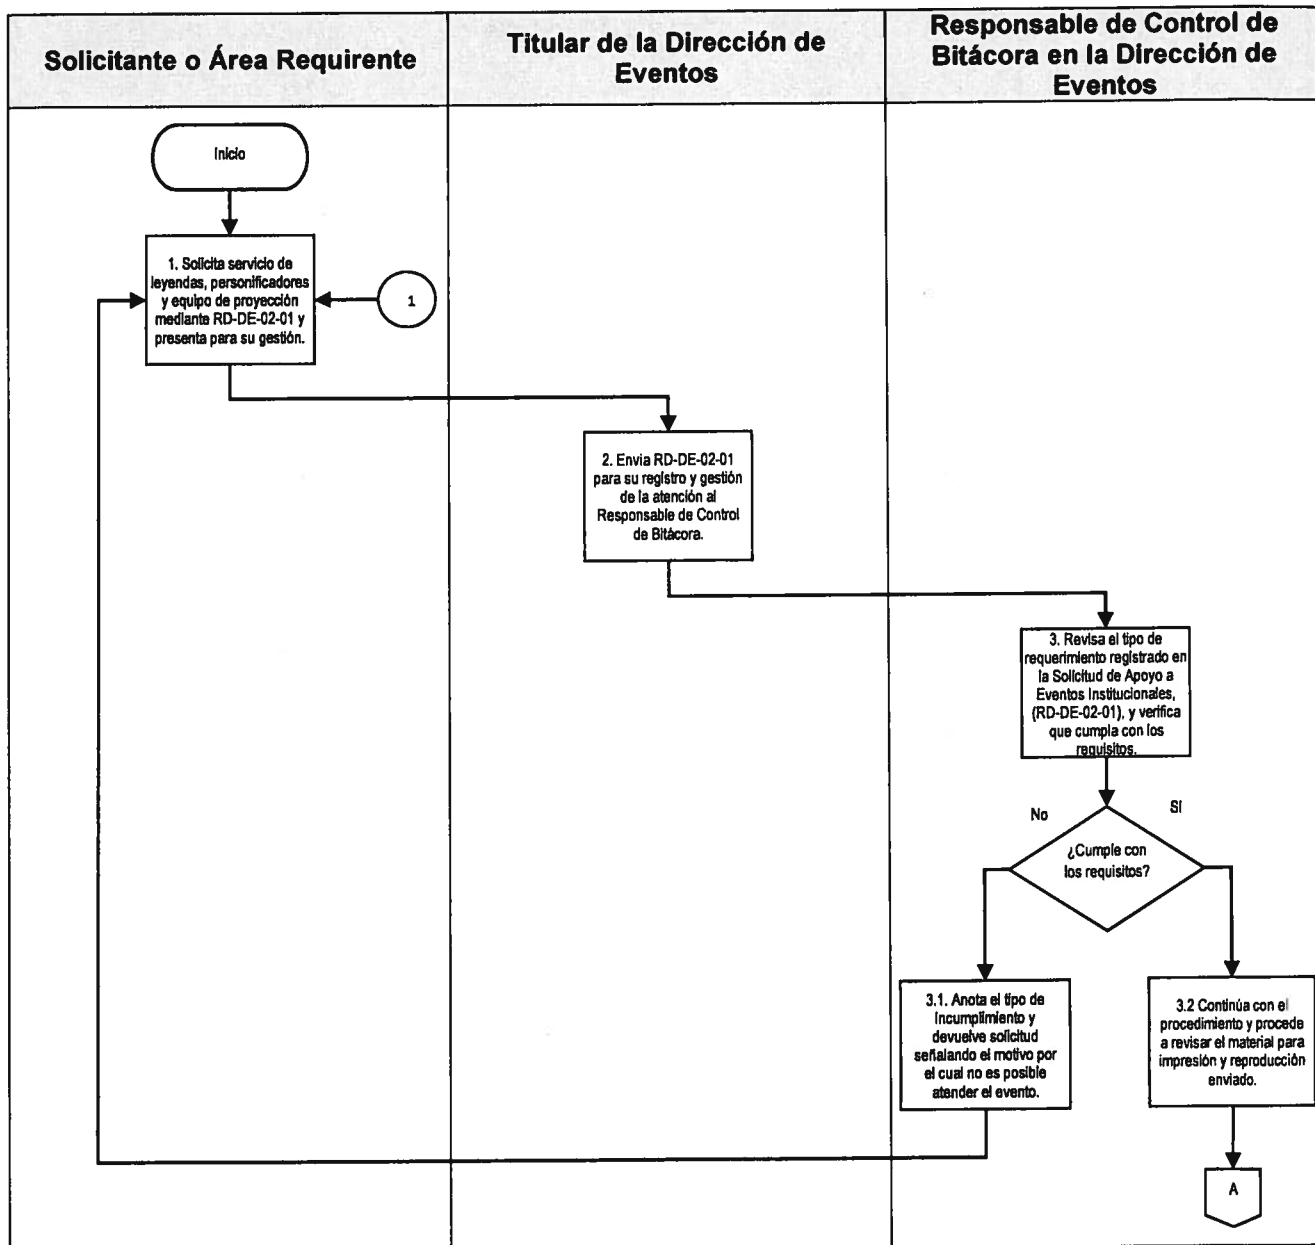 Solicitante o Área Requirente
Titular de la Dirección de
Eventos
Responsable de Control de
Bitácora en la Dirección de
Eventos
Inicio
1. Solicita servicio de
leyendas, personificadores
y equipo de proyección
mediante RD-DE-02-01 y
presenta para su gestión.
1
2. Envia RD-DE-02-01
para su registro y gestión
de la atención al
Responsable de Control
de Bitácora.
3. Revisa el tipo de
requerimiento registrado en
la Solicitud de Apoyo a
Eventos Institucionales,
(RD-DE-02-01), y verifica
que cumpla con los
requisitos.
No
Sí
¿Cumple con
los requisitos?
3.1. Anota el tipo de
incumplimiento y
devuelve solicitud
señalando el motivo por
el cual no es posible
atender el evento.
3.2 Continúa con el
procedimiento y procede
a revisar el material para
impresión y reproducción
enviado.
A